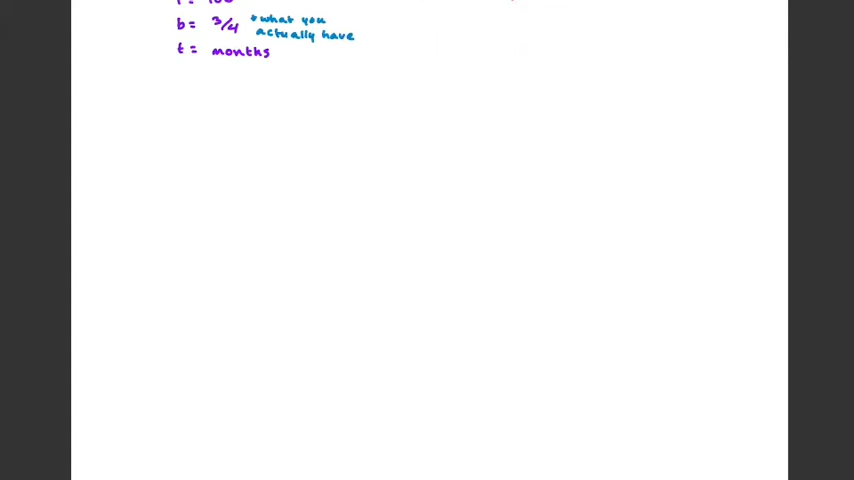 b = 3/4 * what you
actually have
t = months